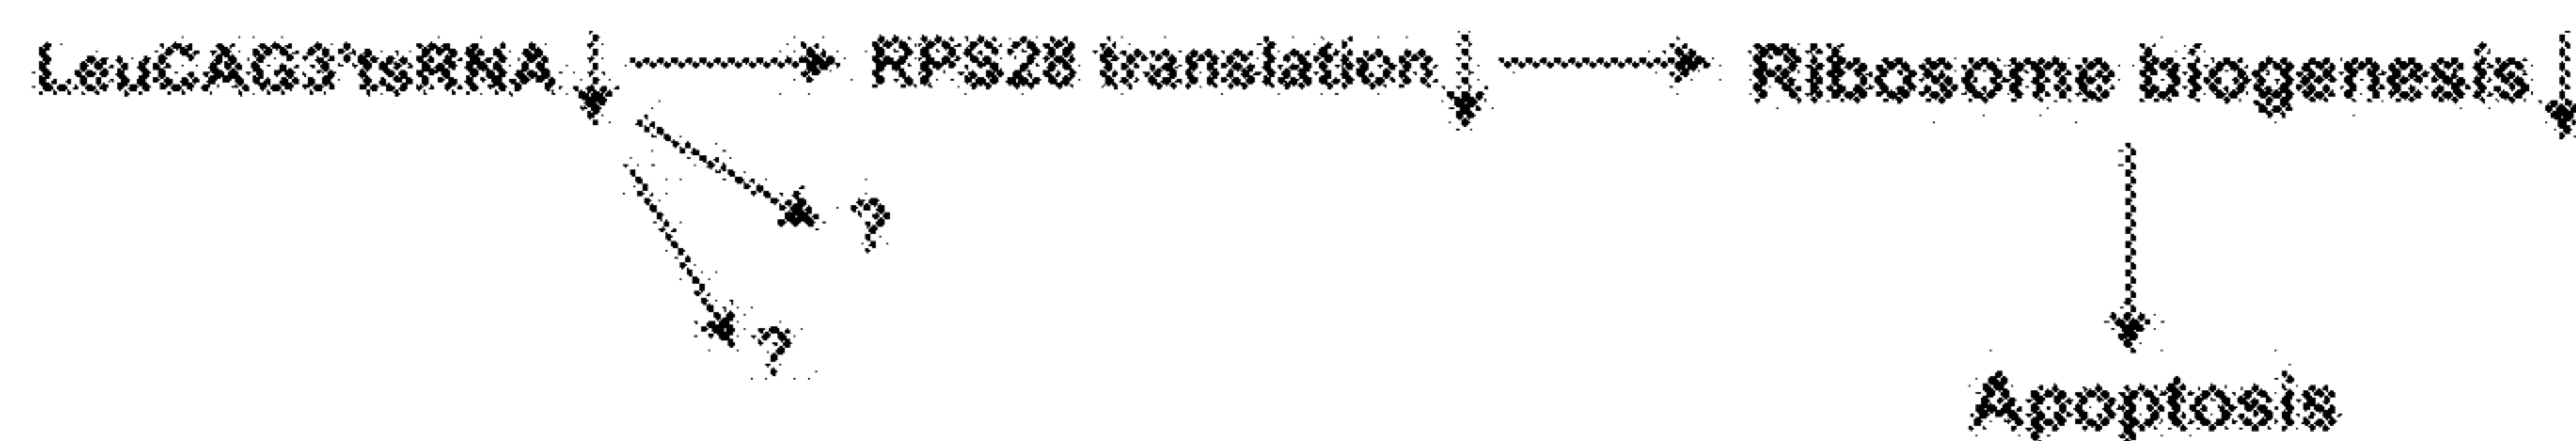 LeuCAG3'tsRNA ↓ → RPS28 translation ↓ → Ribosome biogenesis ↓
?
?
Apoptosis